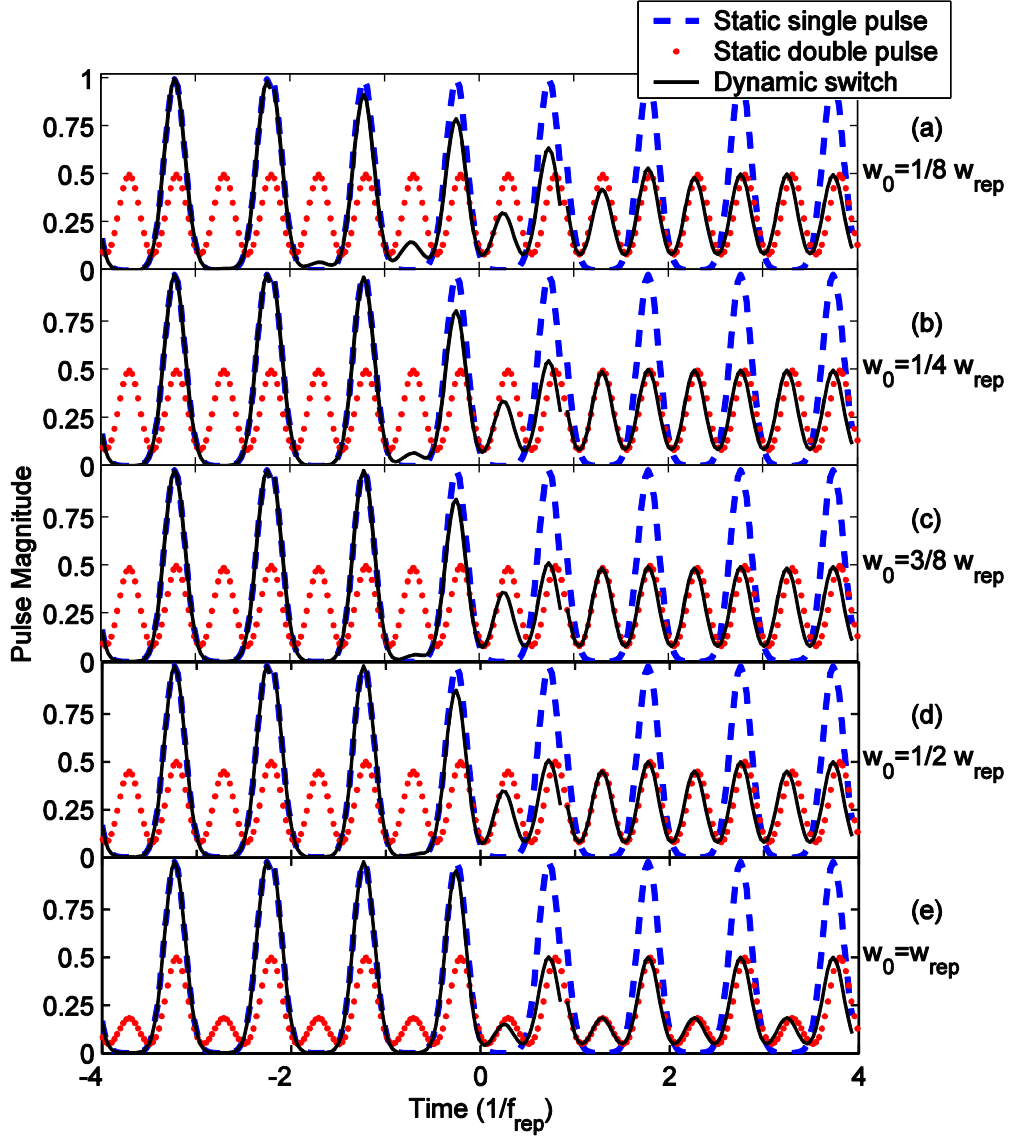 Static single pulse
Static double pulse
Dynamic switch
1
0.75
0.5
0.25
0
(a)
w0=1/8 wrep
0.75
0.5
0.25
0
(b)
w0=1/4 wrep
0.75
0.5
0.25
0
(c)
w0=3/8 wrep
0.75
0.5
0.25
0
(d)
w0=1/2 wrep
0.75
0.5
0.25
0
(e)
w0=wrep
Pulse Magnitude
-4 -2 0 2 4
Time (1/frep)